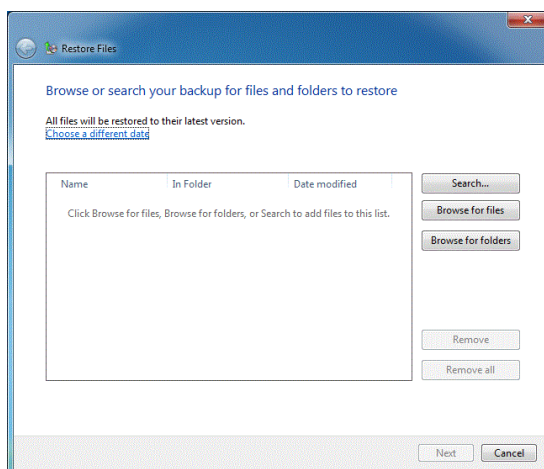 Restore Files
Browse or search your backup for files and folders to restore
All files will be restored to their latest version.
Choose a different date
Name In Folder Date modified
Click Browse for files, Browse for folders, or Search to add files to this list.
Search...
Browse for files
Browse for folders
Remove
Remove all
Next Cancel